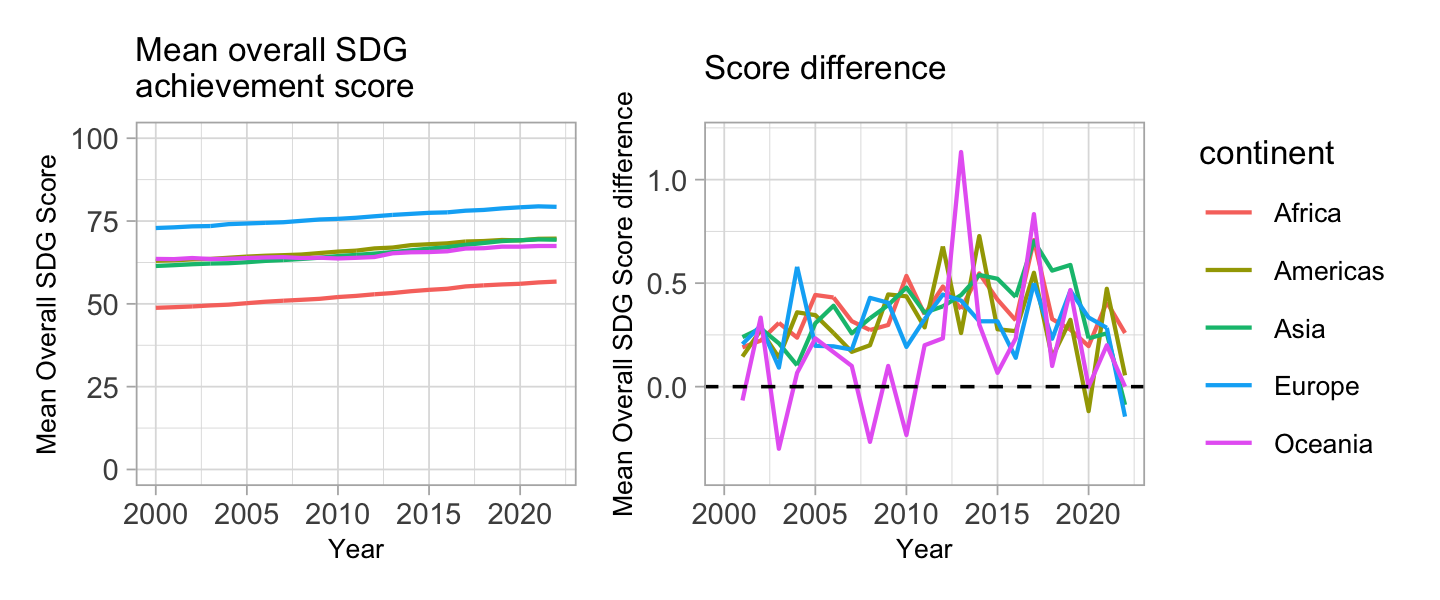 Mean overall SDG
achievement score
Mean Overall SDG Score
100
75
50
25
0
2000 2005 2010 2015 2020
Year
Score difference
Mean Overall SDG Score difference
1.0
0.5
0.0
2000 2005 2010 2015 2020
Year
continent
Africa
Americas
Asia
Europe
Oceania